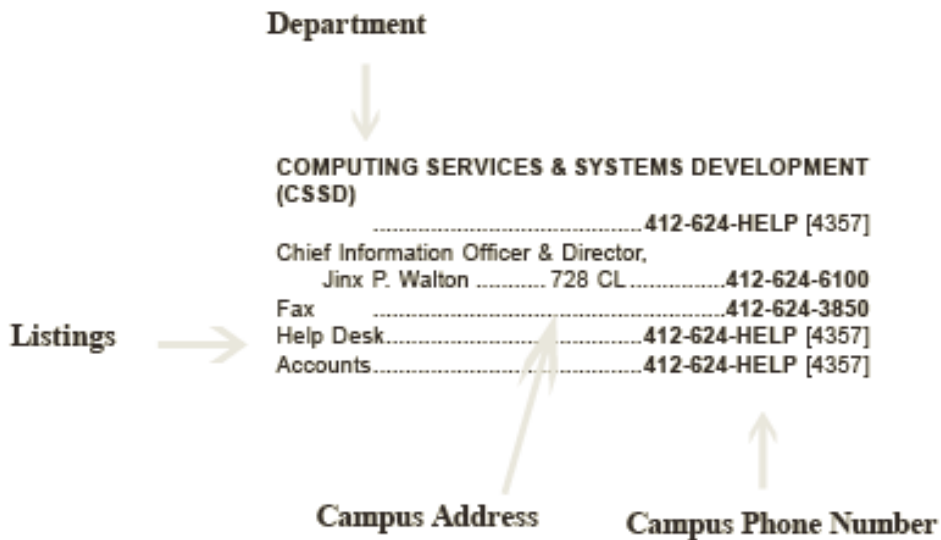 Department
COMPUTING SERVICES & SYSTEMS DEVELOPMENT
(CSSD)
..........................................412-624-HELP [4357]
Chief Information Officer & Director,
Jinx P. Walton ........... 728 CL ................412-624-6100
Fax ........................................................412-624-3850
Listings
Help Desk........................................412-624-HELP [4357]
Accounts..........................................412-624-HELP [4357]
Campus Address
Campus Phone Number